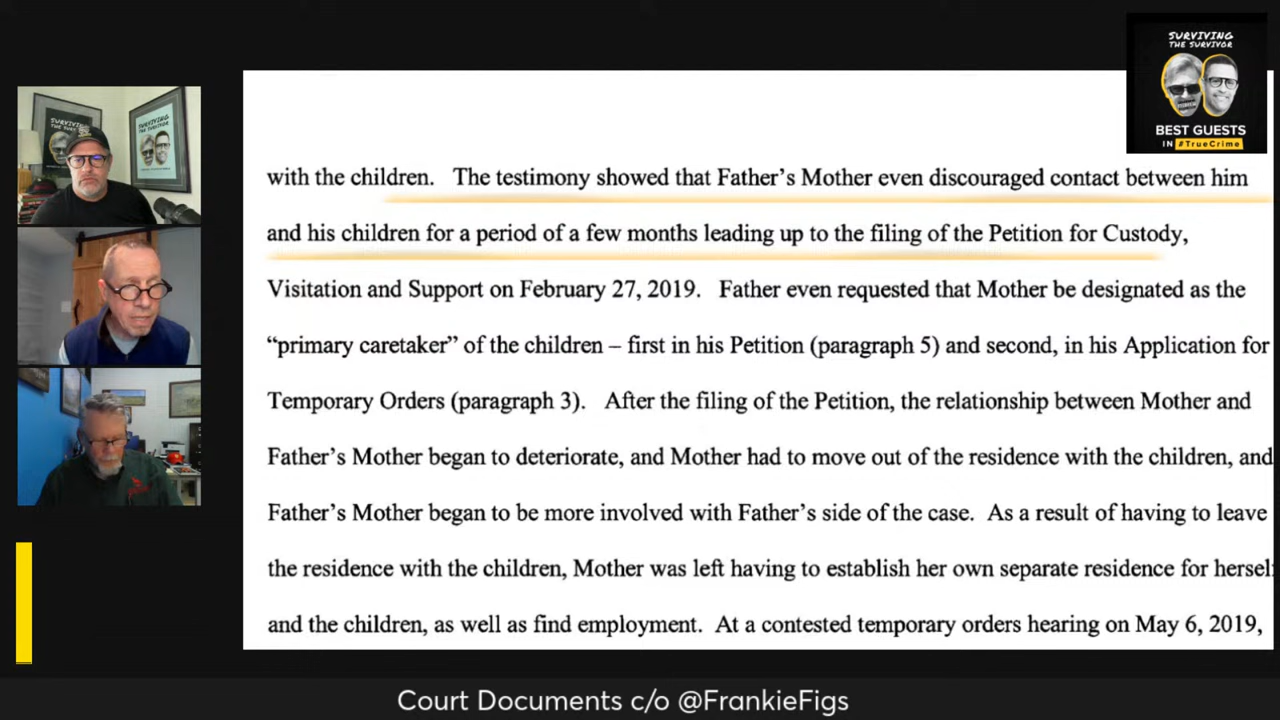 SURVIVING
THE SURVIVOR
BEST GUESTS
IN #TrueCrime
with the children. The testimony showed that Father's Mother even discouraged contact between him
and his children for a period of a few months leading up to the filing of the Petition for Custody,
Visitation and Support on February 27, 2019. Father even requested that Mother be designated as the
“primary caretaker” of the children – first in his Petition (paragraph 5) and second, in his Application for
Temporary Orders (paragraph 3). After the filing of the Petition, the relationship between Mother and
Father's Mother began to deteriorate, and Mother had to move out of the residence with the children, and
Father's Mother began to be more involved with Father's side of the case. As a result of having to leave
the residence with the children, Mother was left having to establish her own separate residence for hersel
and the children, as well as find employment. At a contested temporary orders hearing on May 6, 2019,
Court Documents c/o @FrankieFigs